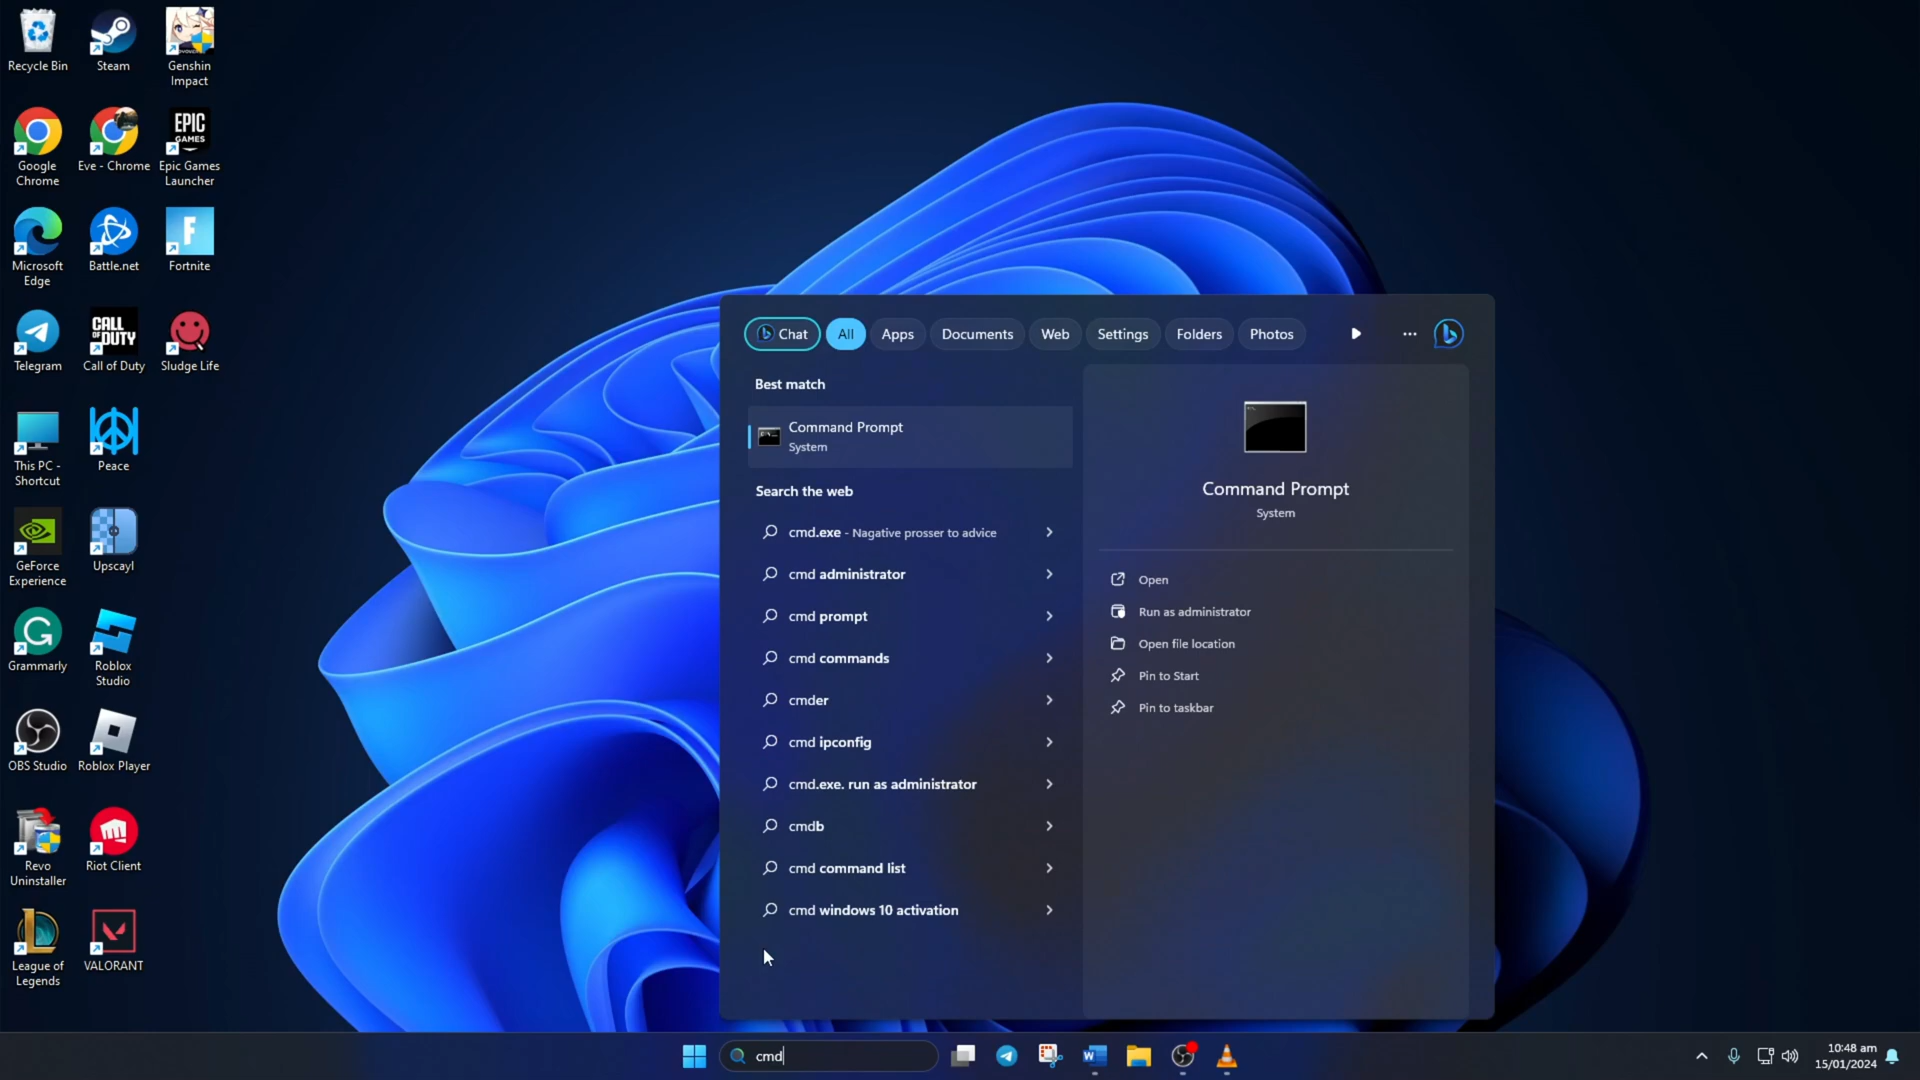 Recycle Bin
Steam
Genshin
Impact
Google
Chrome
Eve - Chrome
EPIC
GAMES
Epic Games
Launcher
Microsoft
Edge
Battle.net
F
Fortnite
Telegram
CALL
OF DUTY
Call of Duty
Sludge Life
This PC -
Shortcut
Peace
GeForce
Experience
Upscayl
Grammarly
Roblox
Studio
OBS Studio
Roblox Player
Revo
Uninstaller
Riot Client
League of
Legends
VALORANT
Chat
All
Apps
Documents
Web
Settings
Folders
Photos
Best match
Command Prompt
System
Search the web
cmd.exe - Nagative prosser to advice
cmd administrator
cmd prompt
cmd commands
cmder
cmd ipconfig
cmd.exe. run as administrator
cmdb
cmd command list
cmd windows 10 activation
Command Prompt
System
Open
Run as administrator
Open file location
Pin to Start
Pin to taskbar
cmd
10:48 am
15/01/2024